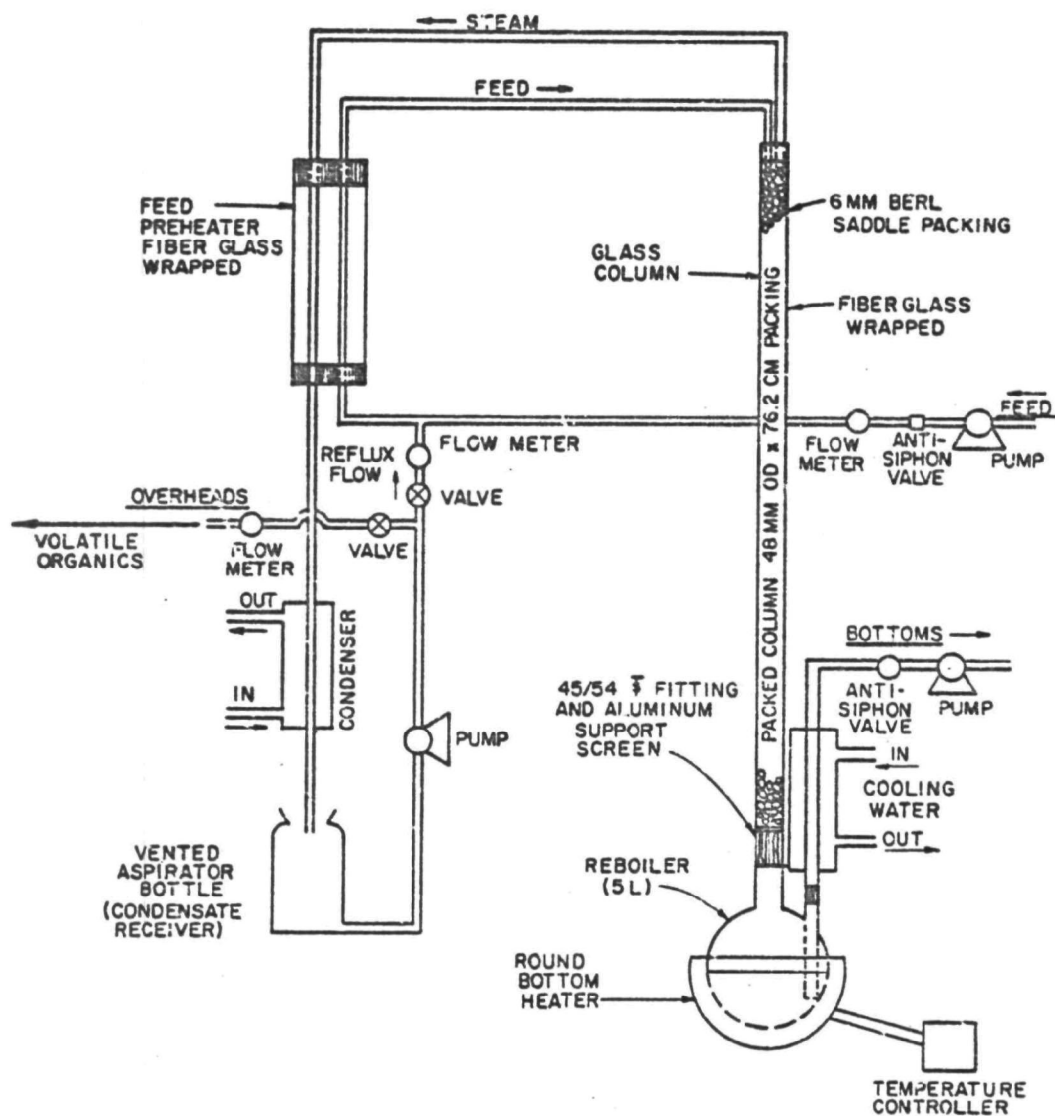 STEAM
FEED
FEED
PREHEATER
FIBER GLASS
WRAPPED
6 MM BERL
SADDLE PACKING
GLASS
COLUMN
FIBER GLASS
WRAPPED
PACKED COLUMN 48 MM OD x 76.2 CM PACKING
FEED
FLOW METER
FLOW
METER
ANTI-
SIPHON
VALVE
PUMP
REFLUX
FLOW
VALVE
OVERHEADS
VOLATILE
ORGANICS
FLOW
METER
VALVE
OUT
IN
CONDENSER
PUMP
VENTED
ASPIRATOR
BOTTLE
(CONDENSATE
RECEIVER)
45/54 ⍕ FITTING
AND ALUMINUM
SUPPORT
SCREEN
BOTTOMS
ANTI-
SIPHON
VALVE
PUMP
IN
COOLING
WATER
OUT
REBOILER
(5 L)
ROUND
BOTTOM
HEATER
TEMPERATURE
CONTROLLER